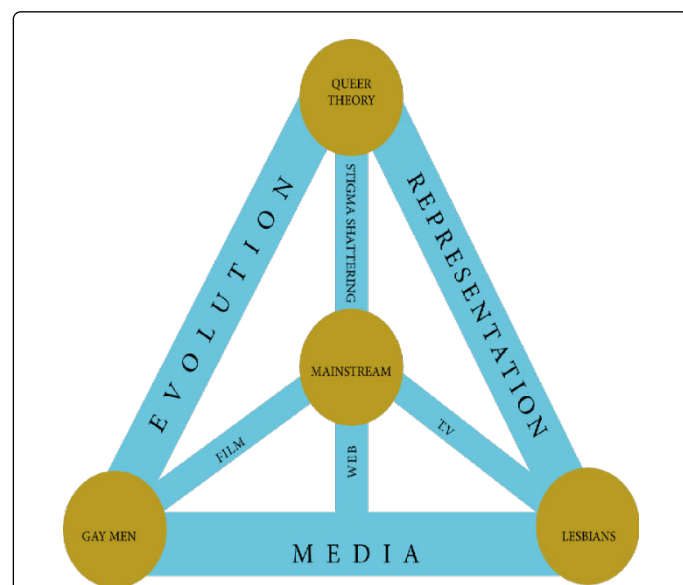 QUEER
THEORY
EVOLUTION
STIGMA SHATTERING
REPRESENTATION
MAINSTREAM
FILM
WEB
T.V
GAY MEN
MEDIA
LESBIANS